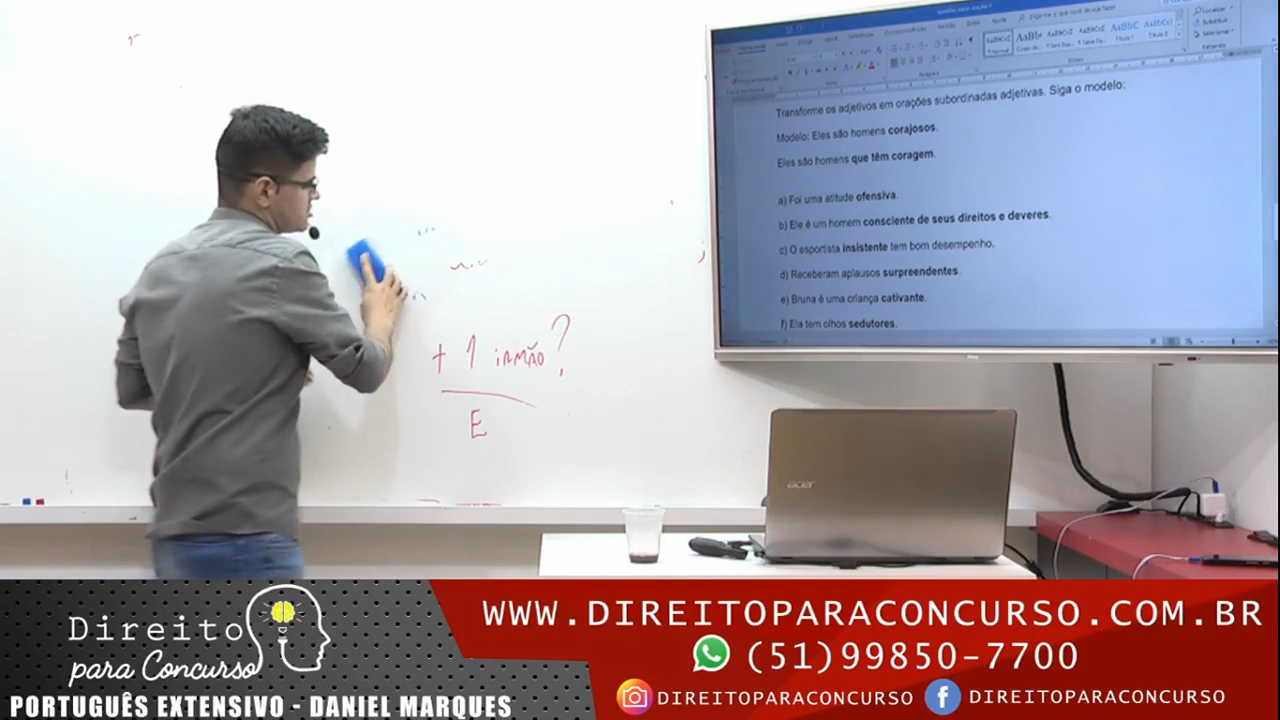 Transforme os adjetivos em orações subordinadas adjetivas. Siga o modelo:
Modelo: Eles são homens corajosos.
Eles são homens que têm coragem.
a) Foi uma atitude ofensiva.
b) Ele é um homem consciente de seus direitos e deveres.
c) O esportista insistente tem bom desempenho.
d) Receberam aplausos surpreendentes.
e) Bruna é uma criança cativante.
f) Ela tem olhos sedutores.
+ 1 irmão?
E
acer
Direito
para Concurso
PORTUGUÊS EXTENSIVO - DANIEL MARQUES
WWW.DIREITOPARACONCURSO.COM.BR
(51)99850-7700
DIREITOPARACONCURSO
DIREITOPARACONCURSO